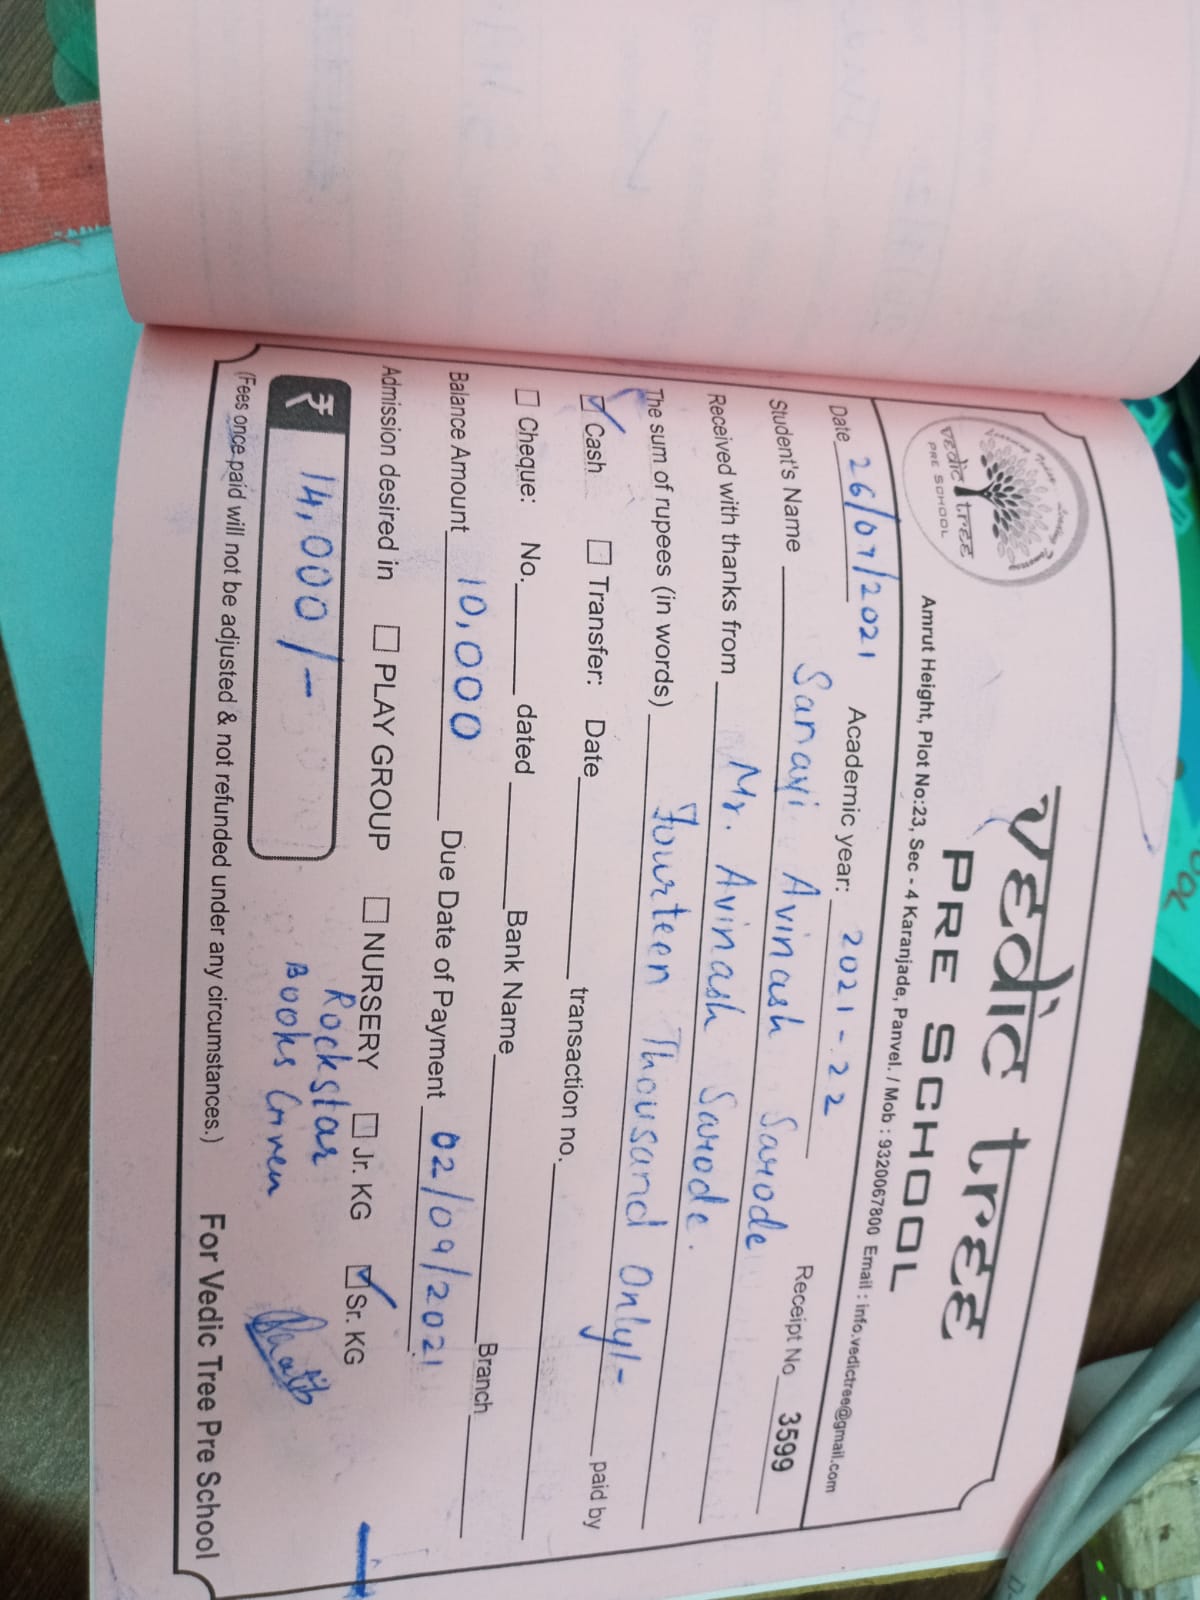 vedic tree
PRE SCHOOL
vedic tree
PRE SCHOOL
Amrut Height, Plot No:23, Sec - 4 Karanjade, Panvel. / Mob : 9320067800 Email : info.vedictree@gmail.com
Date 26/07/2021 Academic year: 2021-22 Receipt No 3599
Student's Name Sanayi Avinash Sarode
Received with thanks from Mr. Avinash Sarode.
The sum of rupees (in words) Fourteen Thousand Only/-
Cash Transfer: Date transaction no. paid by
Cheque: No. dated Bank Name Branch
Balance Amount 10,000 Due Date of Payment 02/09/2021
Admission desired in PLAY GROUP NURSERY Jr. KG Sr. KG
₹ 14,000/-
Rockstar
Books Given
(Fees once paid will not be adjusted & not refunded under any circumstances.) For Vedic Tree Pre School